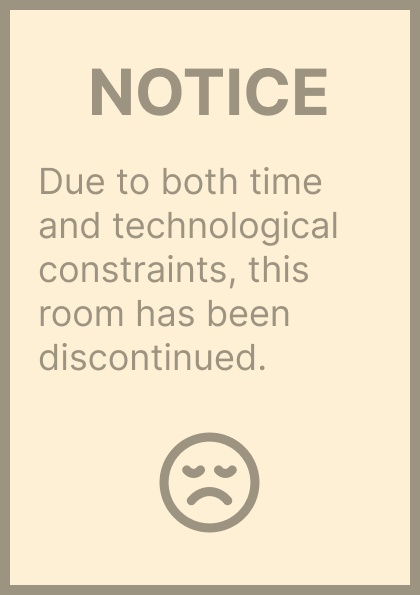 NOTICE
Due to both time
and technological
constraints, this
room has been
discontinued.